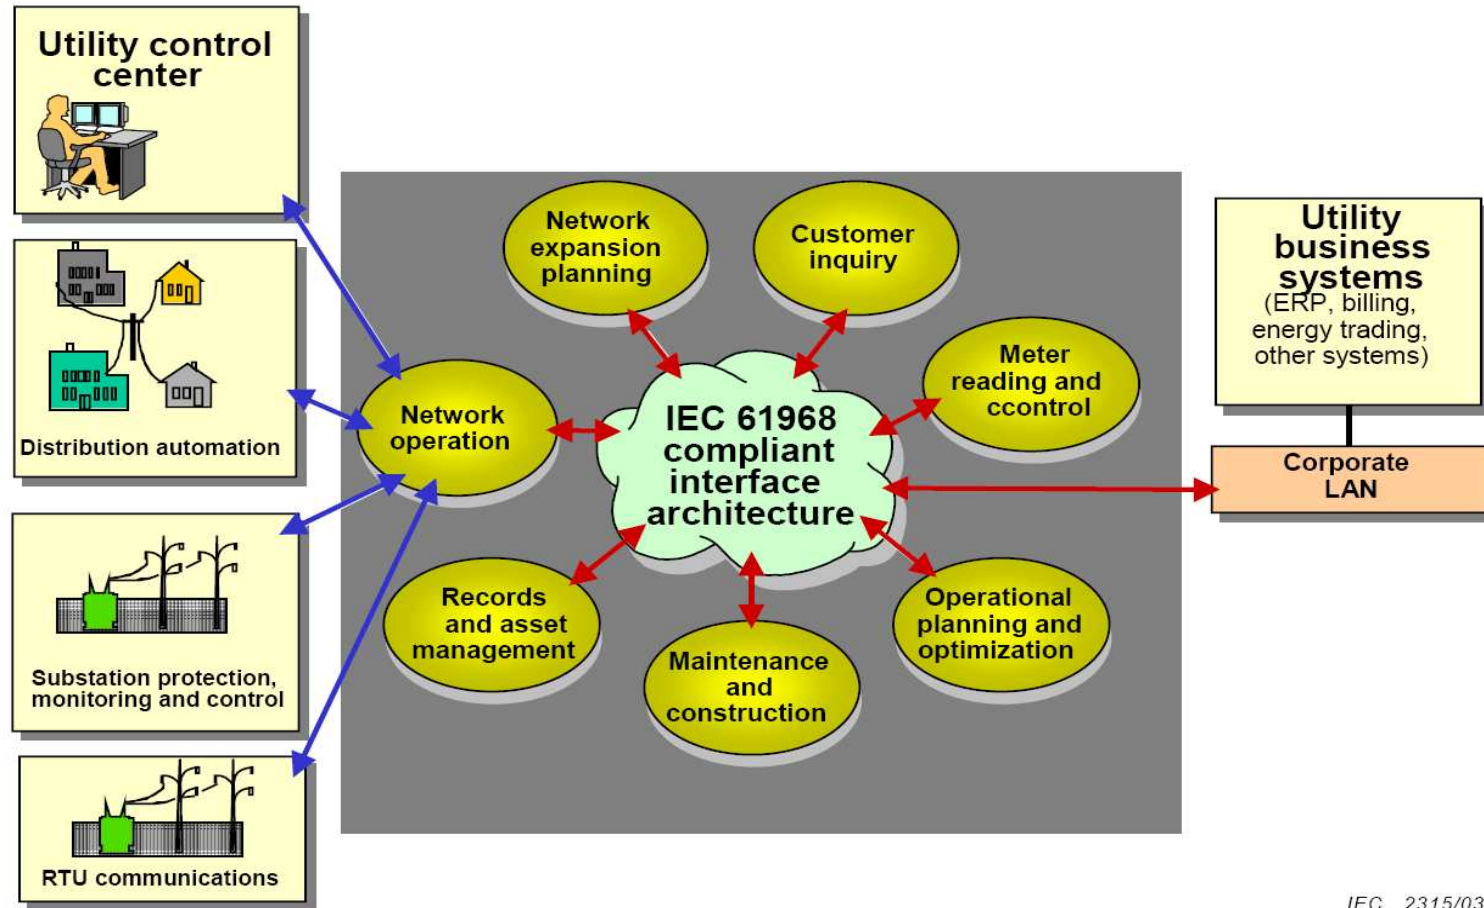 Utility control
center
Distribution automation
Substation protection,
monitoring and control
RTU communications
Network
expansion
planning
Customer
inquiry
Network
operation
IEC 61968
compliant
interface
architecture
Meter
reading and
ccontrol
Records
and asset
management
Maintenance
and
construction
Operational
planning and
optimization
Utility
business
systems
(ERP, billing,
energy trading,
other systems)
Corporate
LAN
IEC 2315/03